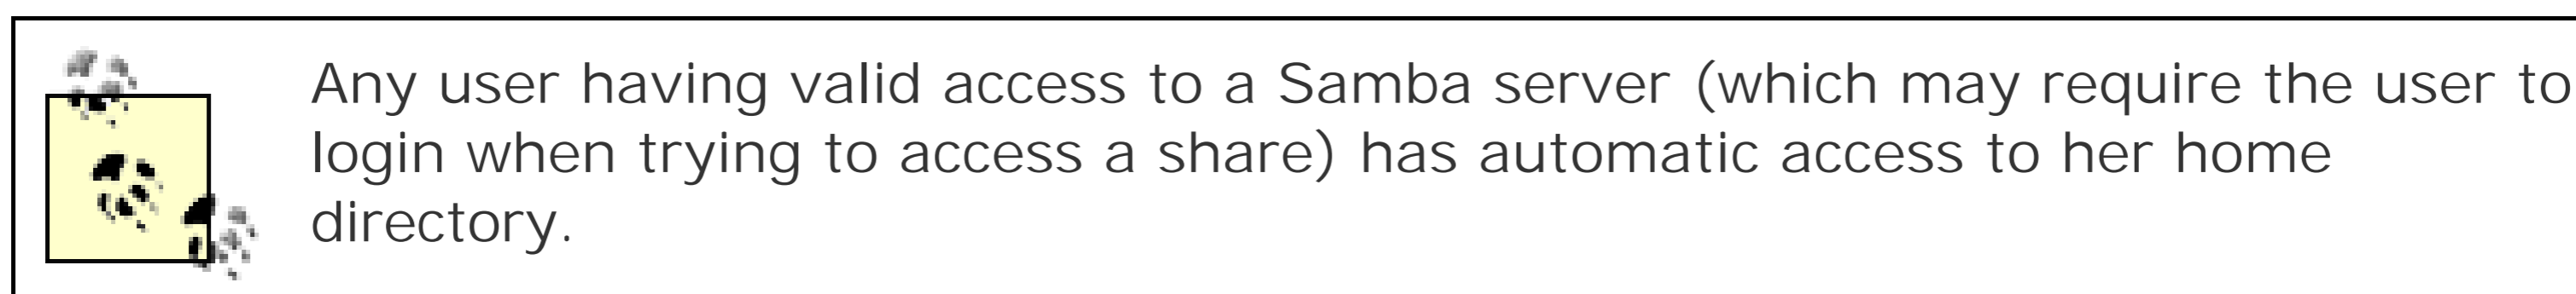 Any user having valid access to a Samba server (which may require the user to
login when trying to access a share) has automatic access to her home
directory.